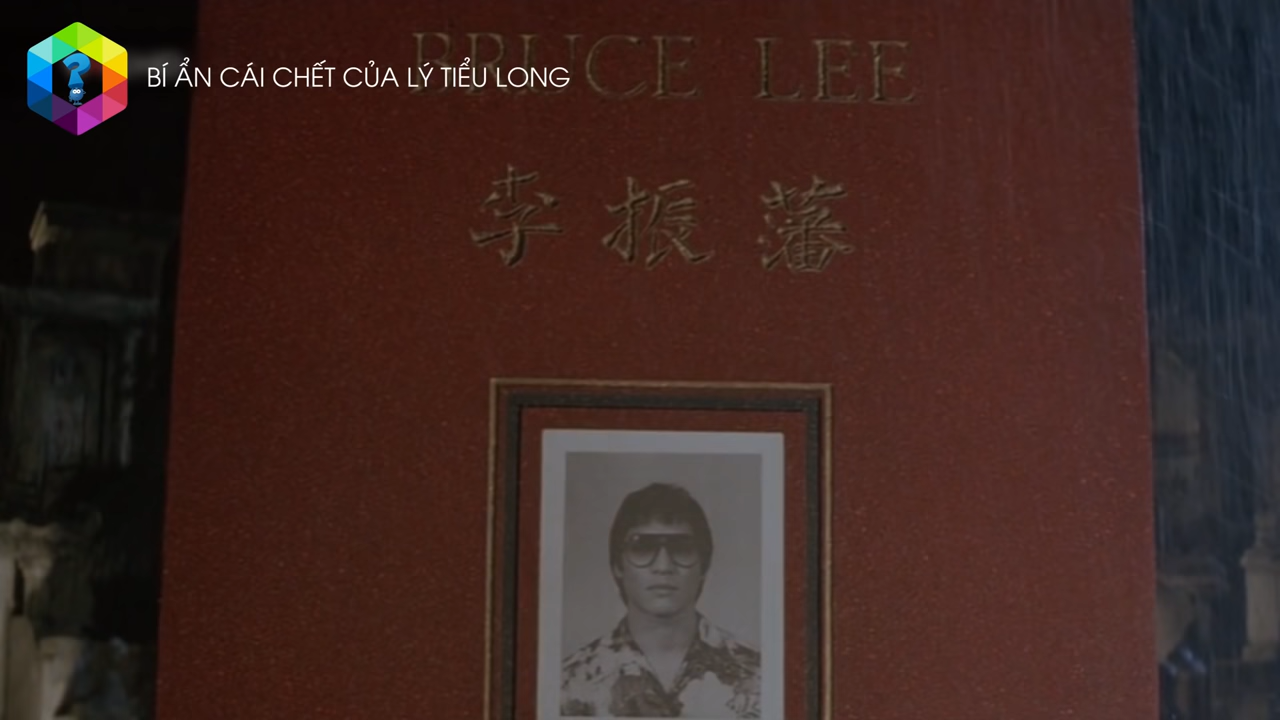 BÍ ẨN CÁI CHẾT CỦA LÝ TIỂU LONG
BRUCE LEE
李振藩